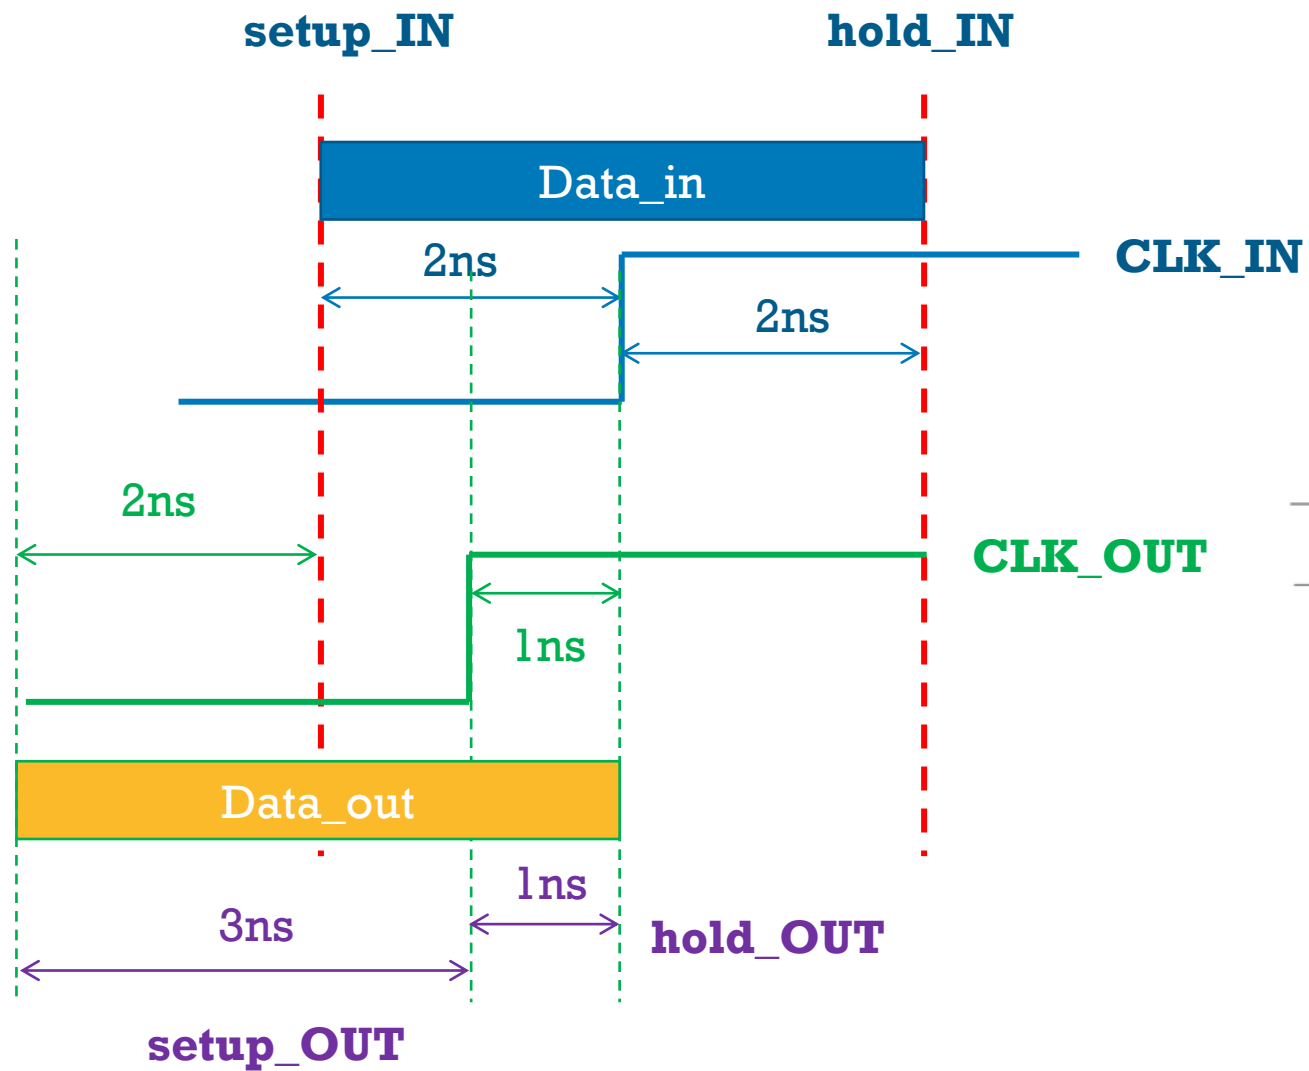 setup_IN
hold_IN
Data_in
2ns
CLK_IN
2ns
2ns
CLK_OUT
1ns
Data_out
1ns
3ns
hold_OUT
setup_OUT